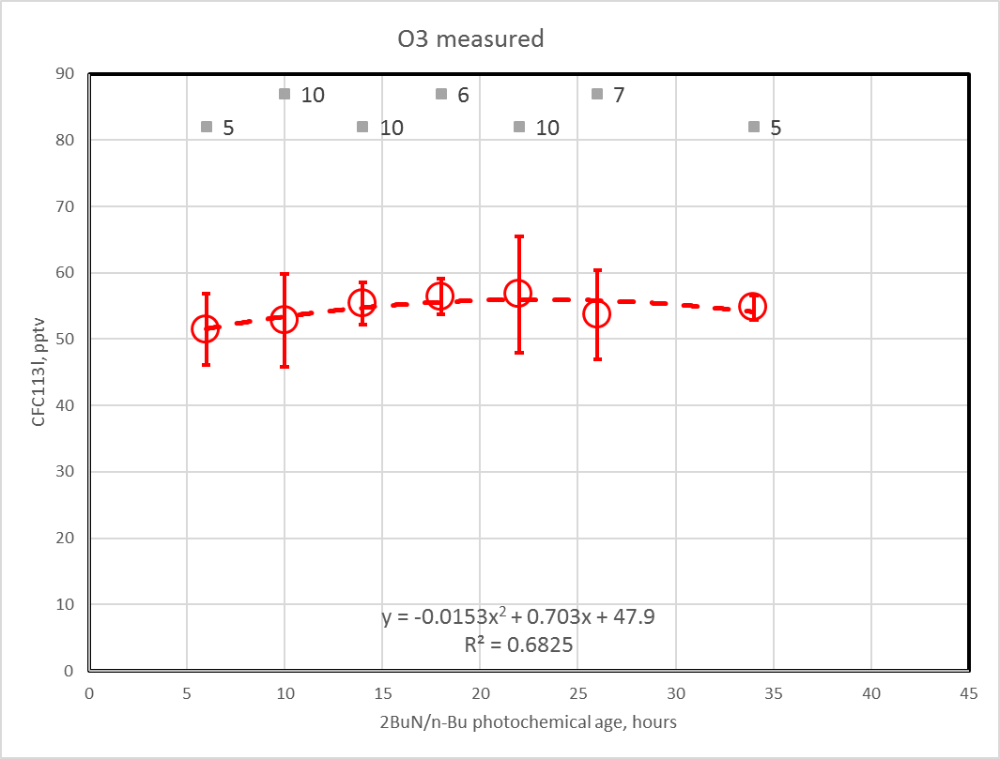 O3 measured
90
10
6
7
5
10
10
5
80
70
60
50
40
30
20
10
0
CFC113l, pptv
y = -0.0153x² + 0.703x + 47.9
R² = 0.6825
0 5 10 15 20 25 30 35 40 45
2BuN/n-Bu photochemical age, hours